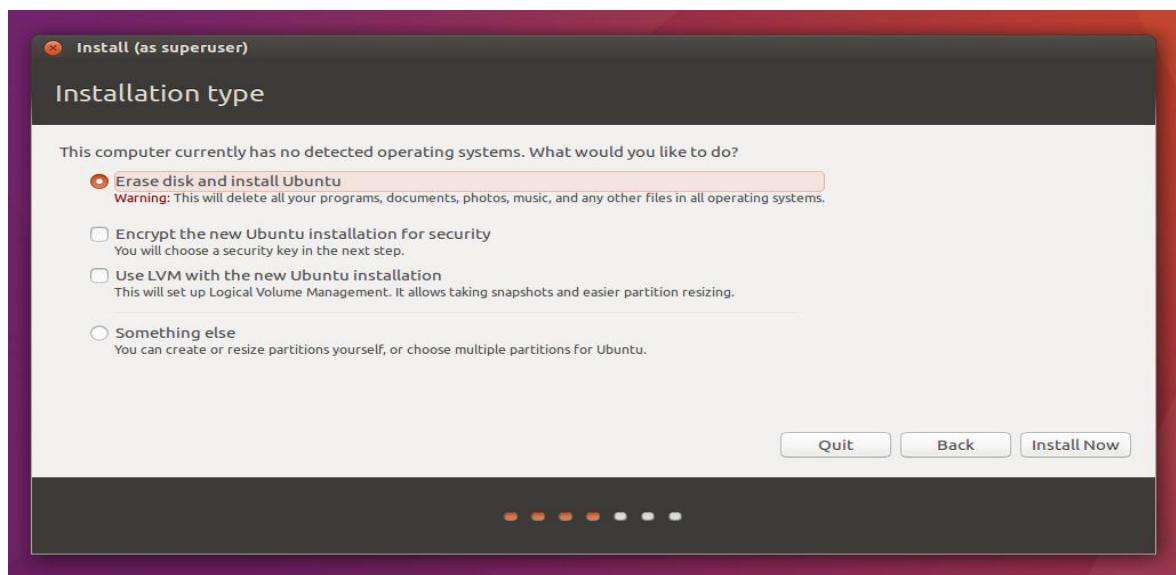 Install (as superuser)
Installation type
This computer currently has no detected operating systems. What would you like to do?
Erase disk and install Ubuntu
Warning: This will delete all your programs, documents, photos, music, and any other files in all operating systems.
Encrypt the new Ubuntu installation for security
You will choose a security key in the next step.
Use LVM with the new Ubuntu installation
This will set up Logical Volume Management. It allows taking snapshots and easier partition resizing.
Something else
You can create or resize partitions yourself, or choose multiple partitions for Ubuntu.
Quit Back Install Now